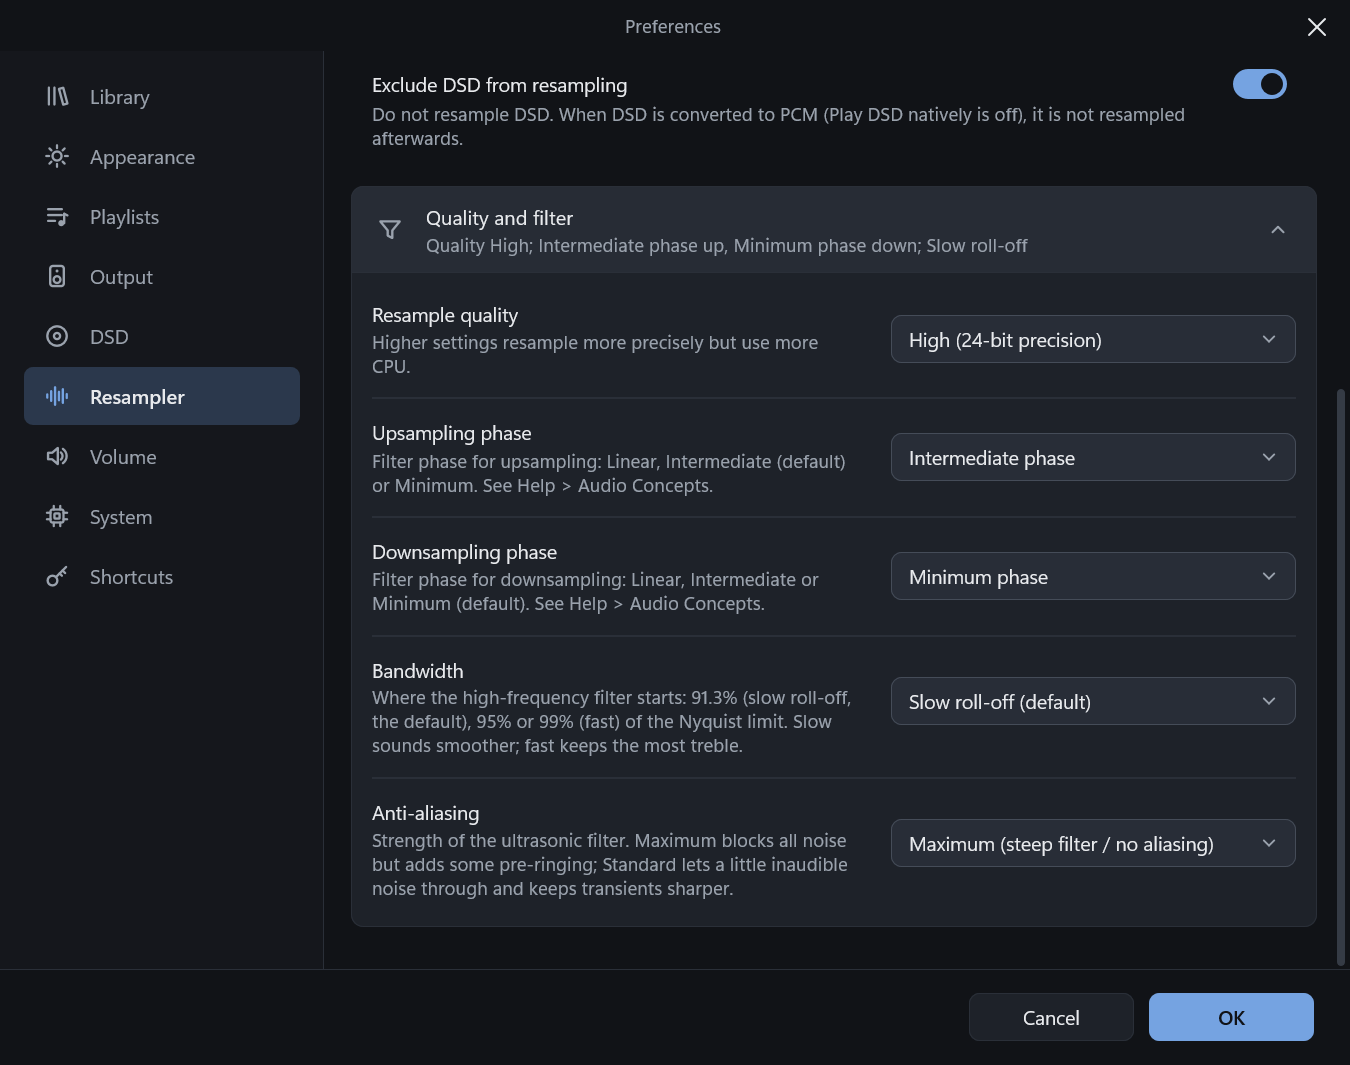 Preferences
Library
Appearance
Playlists
Output
DSD
Resampler
Volume
System
Shortcuts
Exclude DSD from resampling
Do not resample DSD. When DSD is converted to PCM (Play DSD natively is off), it is not resampled
afterwards.
Quality and filter
Quality High; Intermediate phase up, Minimum phase down; Slow roll-off
Resample quality
Higher settings resample more precisely but use more
CPU.
High (24-bit precision)
Upsampling phase
Filter phase for upsampling: Linear, Intermediate (default)
or Minimum. See Help > Audio Concepts.
Intermediate phase
Downsampling phase
Filter phase for downsampling: Linear, Intermediate or
Minimum (default). See Help > Audio Concepts.
Minimum phase
Bandwidth
Where the high-frequency filter starts: 91.3% (slow roll-off,
the default), 95% or 99% (fast) of the Nyquist limit. Slow
sounds smoother; fast keeps the most treble.
Slow roll-off (default)
Anti-aliasing
Strength of the ultrasonic filter. Maximum blocks all noise
but adds some pre-ringing; Standard lets a little inaudible
noise through and keeps transients sharper.
Maximum (steep filter / no aliasing)
Cancel
OK